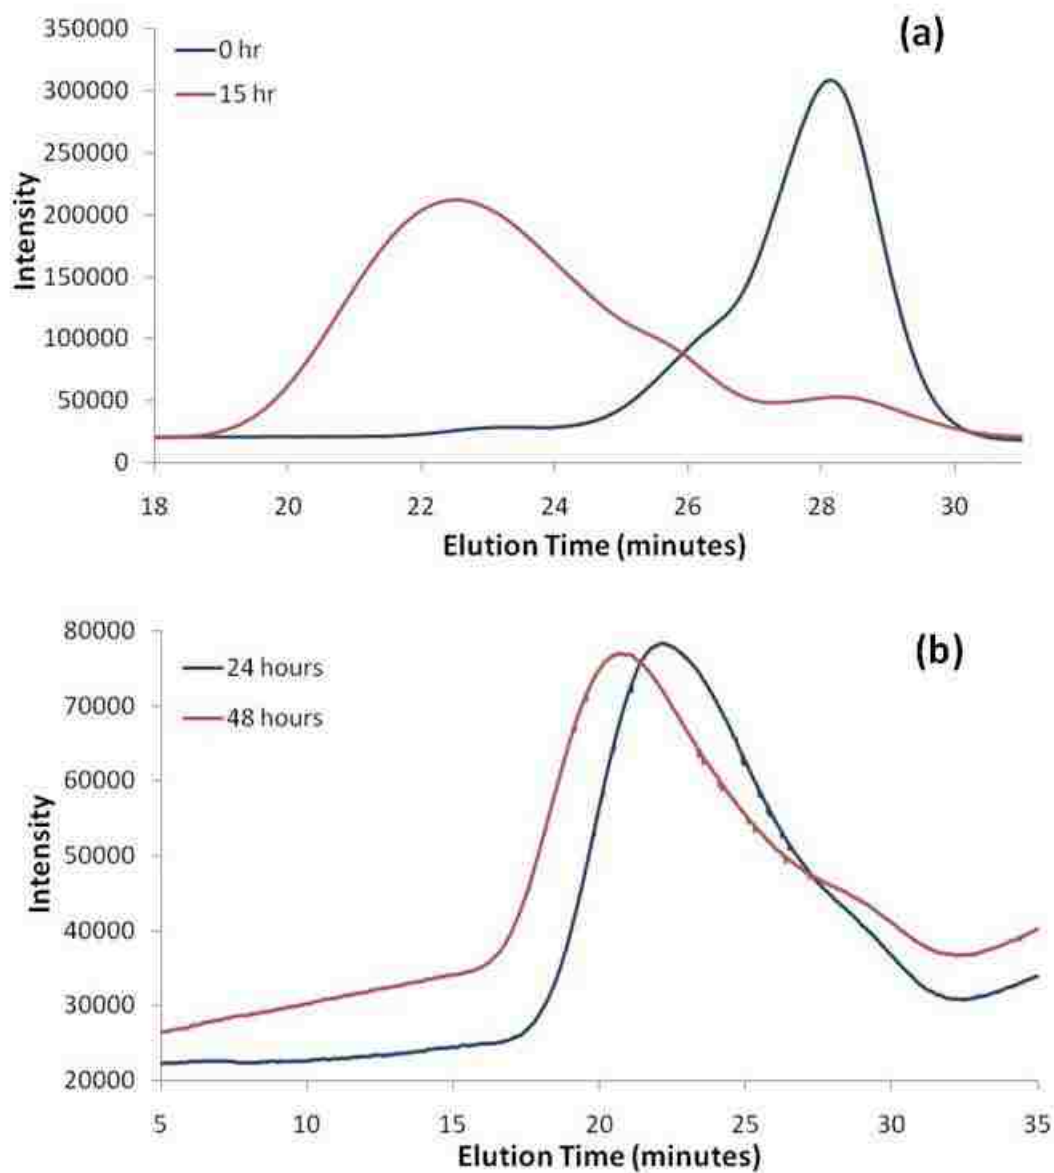 (a)
0 hr
15 hr
350000
300000
250000
200000
150000
100000
50000
0
Intensity
18 20 22 24 26 28 30
Elution Time (minutes)
(b)
24 hours
48 hours
80000
70000
60000
50000
40000
30000
20000
Intensity
5 10 15 20 25 30 35
Elution Time (minutes)